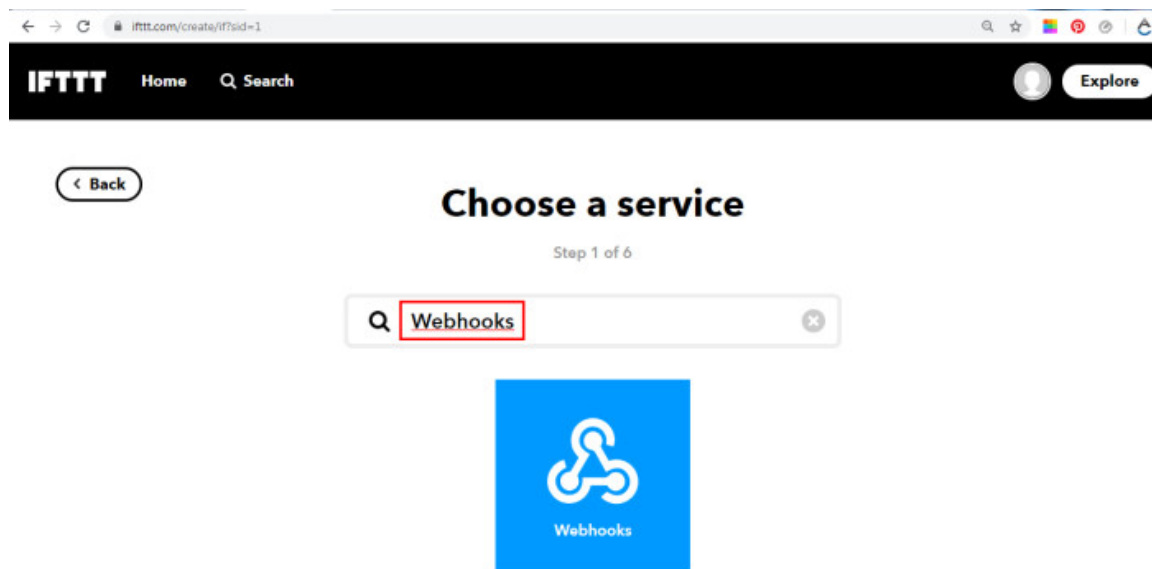 ifttt.com/create/if?sid=1
IFTTT Home Search Explore
Back
Choose a service
Step 1 of 6
Webhooks
Webhooks